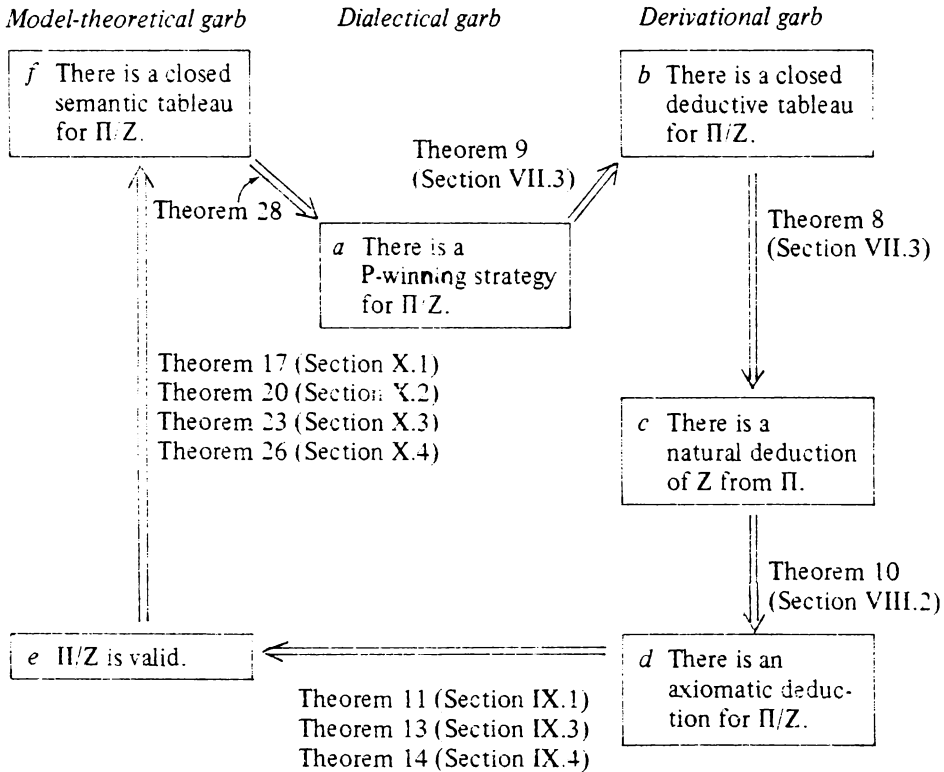 Model-theoretical garb
Dialectical garb
Derivational garb
f There is a closed
semantic tableau
for Π/Z.
b There is a closed
deductive tableau
for Π/Z.
Theorem 9
(Section VII.3)
Theorem 28
Theorem 8
(Section VII.3)
a There is a
P-winning strategy
for Π/Z.
Theorem 17 (Section X.1)
Theorem 20 (Section X.2)
Theorem 23 (Section X.3)
Theorem 26 (Section X.4)
c There is a
natural deduction
of Z from Π.
Theorem 10
(Section VIII.2)
e Π/Z is valid.
d There is an
axiomatic deduc-
tion for Π/Z.
Theorem 11 (Section IX.1)
Theorem 13 (Section IX.3)
Theorem 14 (Section IX.4)